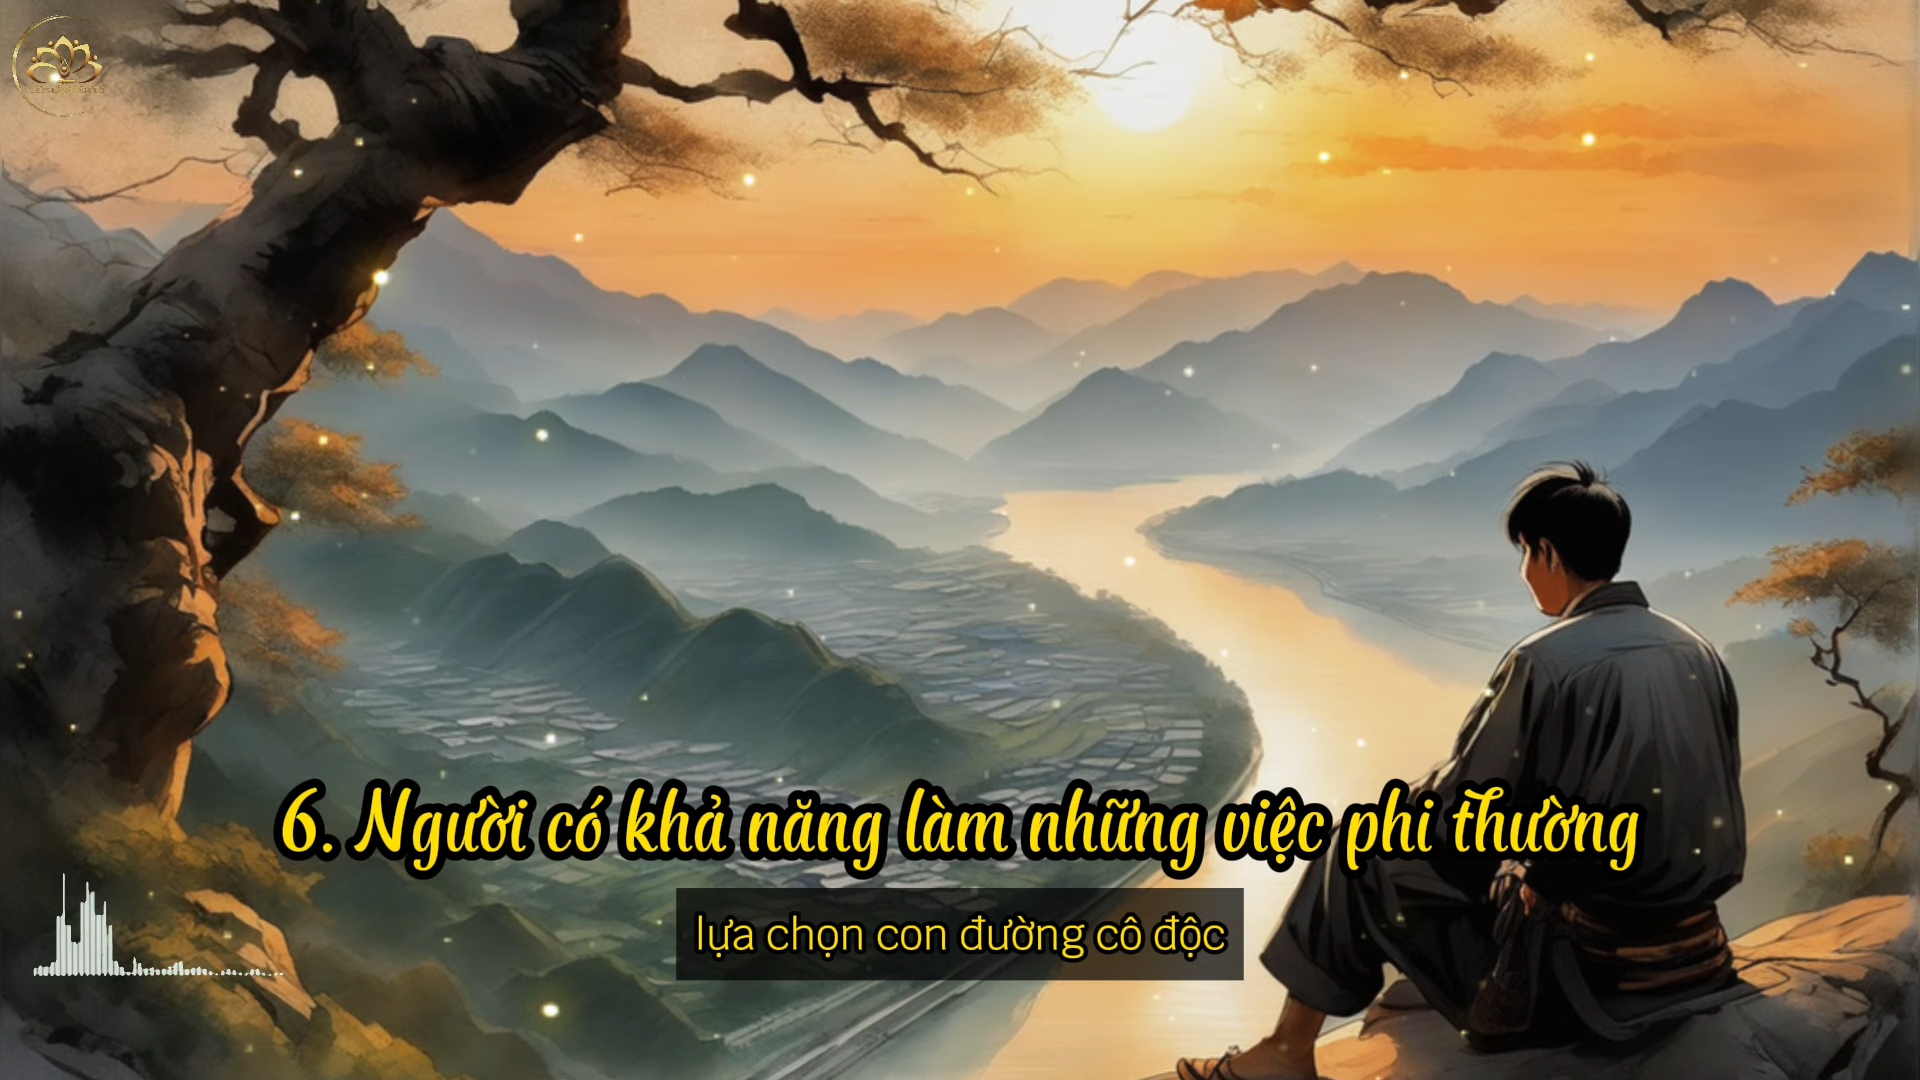 6. Người có khả năng làm những việc phi thường
lựa chọn con đường cô độc